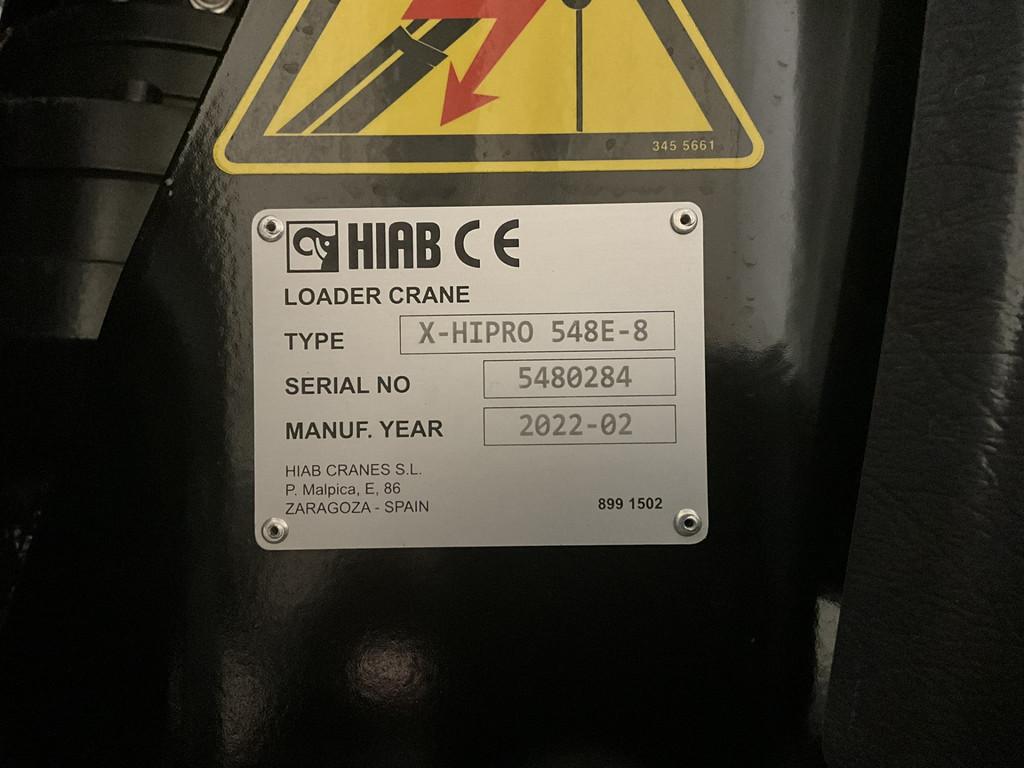 345 5661
HIAB CE
LOADER CRANE
TYPE X-HIPRO 548E-8
SERIAL NO 5480284
MANUF. YEAR 2022-02
HIAB CRANES S.L.
P. Malpica, E, 86
ZARAGOZA - SPAIN 899 1502